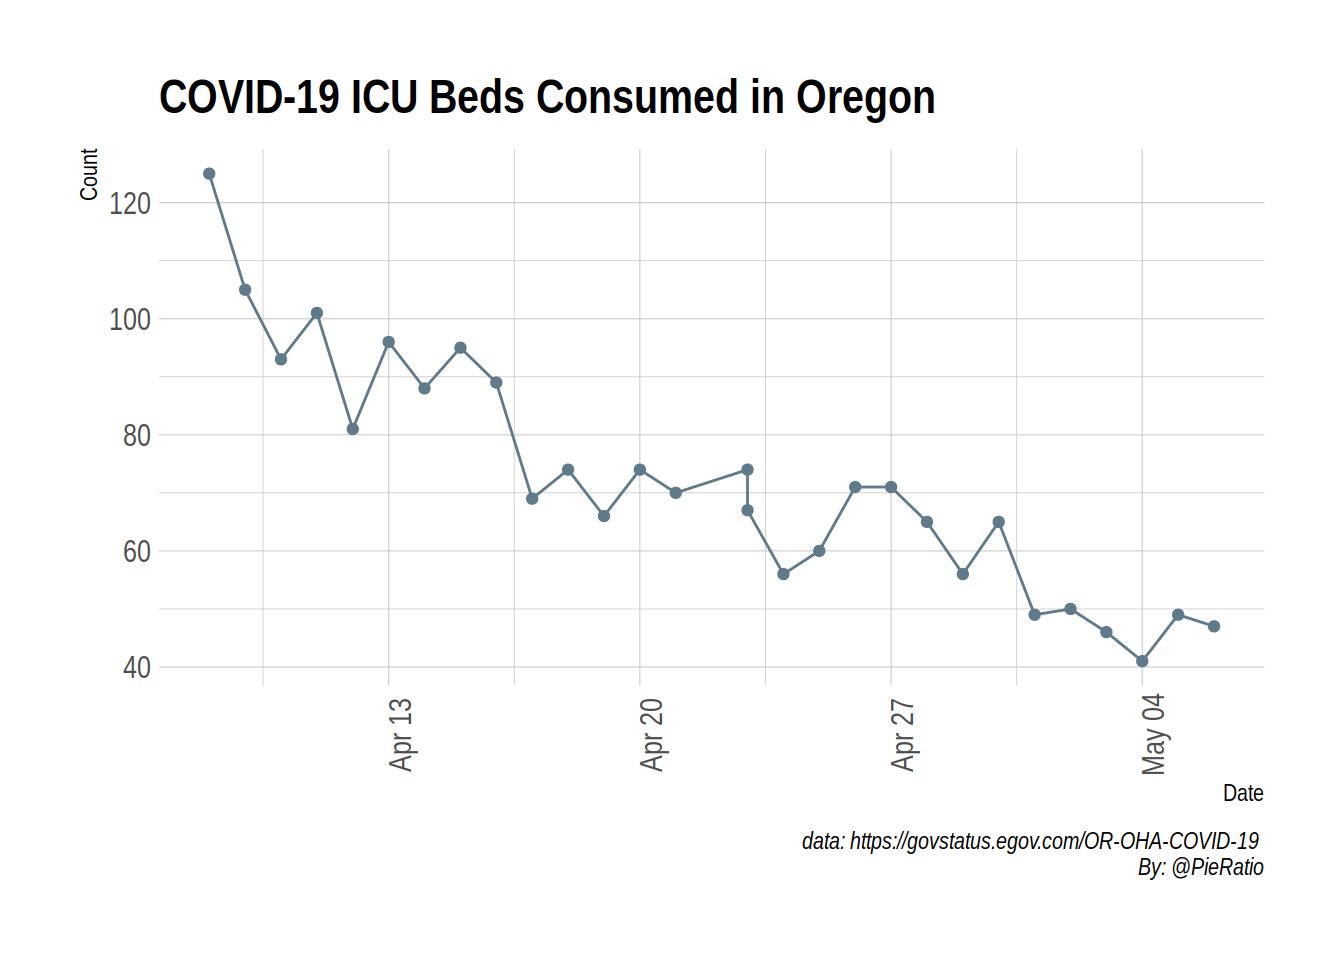 COVID-19 ICU Beds Consumed in Oregon
Count
120
100
80
60
40
Apr 13
Apr 20
Apr 27
May 04
Date
data: https://govstatus.egov.com/OR-OHA-COVID-19
By: @PieRatio